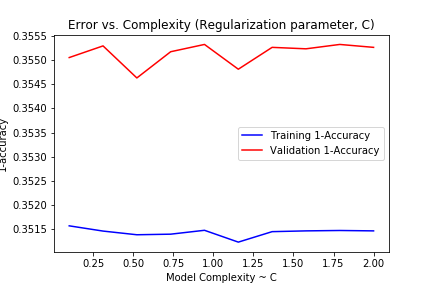 Error vs. Complexity (Regularization parameter, C)
0.3555
0.3550
0.3545
0.3540
0.3535
0.3530
0.3525
0.3520
0.3515
1-accuracy
Training 1-Accuracy
Validation 1-Accuracy
0.25 0.50 0.75 1.00 1.25 1.50 1.75 2.00
Model Complexity ~ C